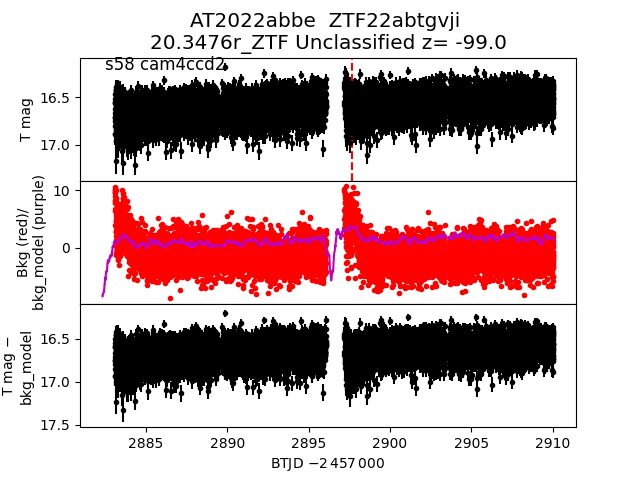 AT2022abbe  ZTF22abtgvji
20.3476r_ZTF Unclassified z= -99.0
s58 cam4ccd2
T mag
16.5
17.0
Bkg (red)/
bkg_model (purple)
10
0
T mag −
bkg_model
16.5
17.0
17.5
2885 2890 2895 2900 2905 2910
BTJD −2 457 000